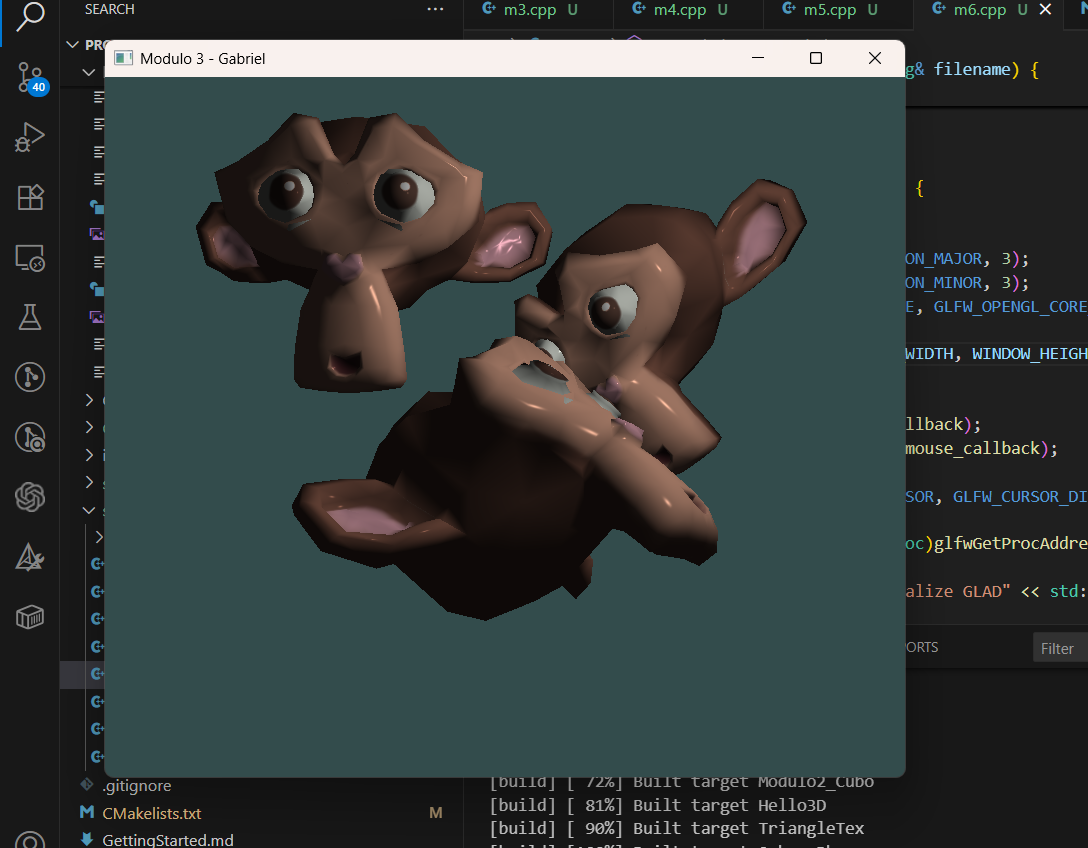 SEARCH ...
m3.cpp U m4.cpp U m5.cpp U m6.cpp U
40
PRO
Modulo 3 - Gabriel
g& filename) {
{
ON_MAJOR, 3);
ON_MINOR, 3);
E, GLFW_OPENGL_CORE
WIDTH, WINDOW_HEIGH
llback);
mouse_callback);
SOR, GLFW_CURSOR_DI
oc)glfwGetProcAddre
alize GLAD" << std:
ORTS
Filter
[build] [ 72%] Built target Modulo2_Cubo
.gitignore
[build] [ 81%] Built target Hello3D
CMakelists.txt M
[build] [ 90%] Built target TriangleTex
GettingStarted.md